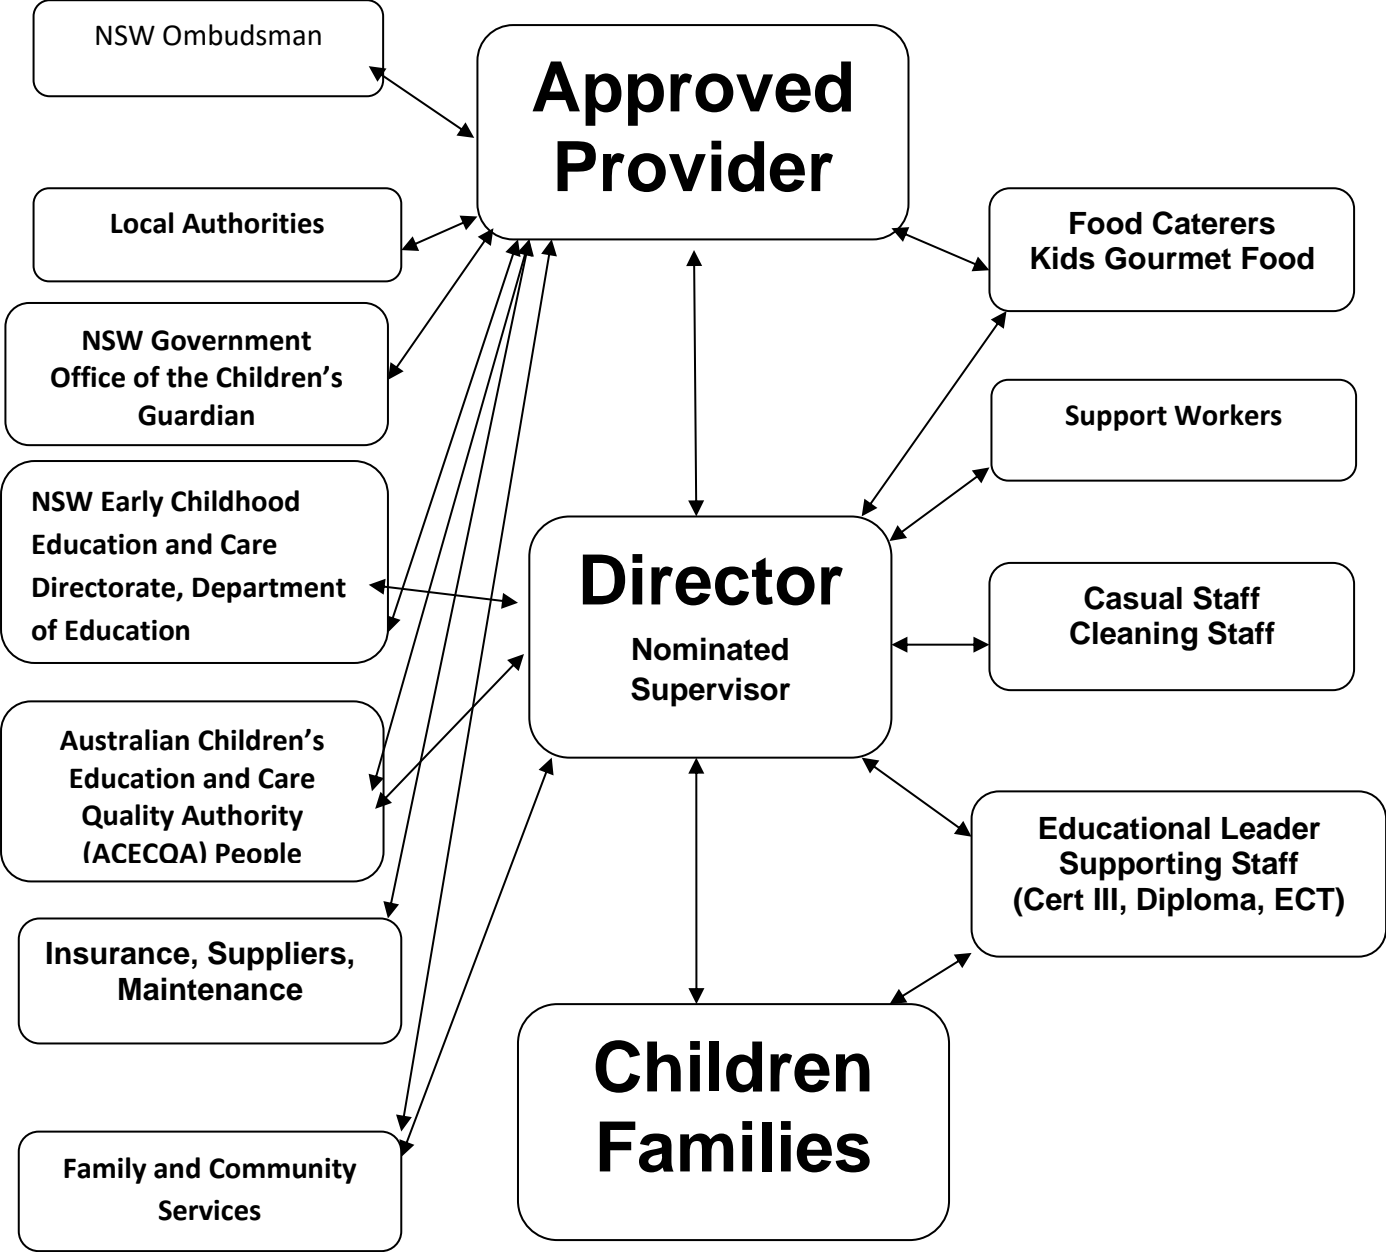 NSW Ombudsman
Approved
Provider
Local Authorities
Food Caterers
Kids Gourmet Food
NSW Government
Office of the Children’s
Guardian
Support Workers
NSW Early Childhood
Education and Care
Directorate, Department
of Education
Director
Nominated
Supervisor
Casual Staff
Cleaning Staff
Australian Children’s
Education and Care
Quality Authority
(ACECQA) People
Educational Leader
Supporting Staff
(Cert III, Diploma, ECT)
Insurance, Suppliers,
Maintenance
Children
Families
Family and Community
Services